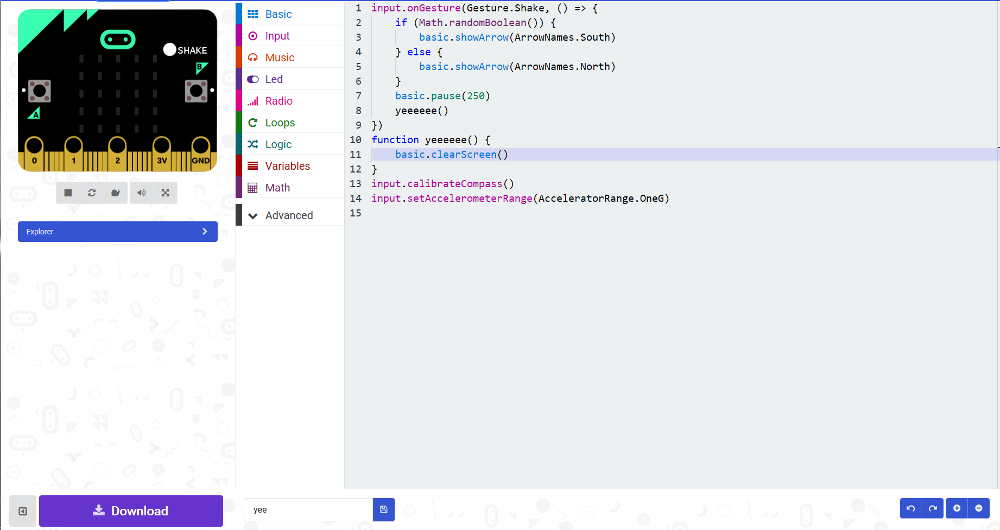 SHAKE
B
A
0 1 2 3V GND
Explorer
Download
Basic
Input
Music
Led
Radio
Loops
Logic
Variables
Math
Advanced
1 input.onGesture(Gesture.Shake, () => {
2     if (Math.randomBoolean()) {
3         basic.showArrow(ArrowNames.South)
4     } else {
5         basic.showArrow(ArrowNames.North)
6     }
7     basic.pause(250)
8     yeeeeee()
9 })
10 function yeeeeee() {
11     basic.clearScreen()
12 }
13 input.calibrateCompass()
14 input.setAccelerometerRange(AcceleratorRange.OneG)
15
yee